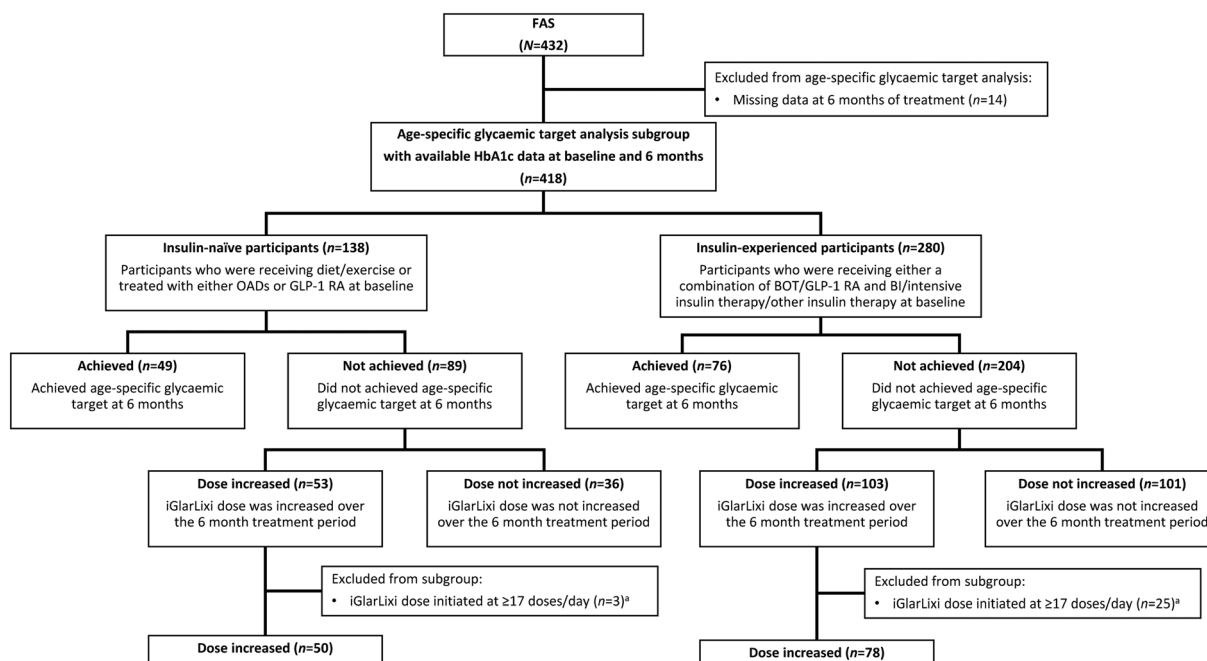 FAS
(N=432)
Excluded from age-specific glycaemic target analysis:
• Missing data at 6 months of treatment (n=14)
Age-specific glycaemic target analysis subgroup
with available HbA1c data at baseline and 6 months
(n=418)
Insulin-naïve participants (n=138)
Participants who were receiving diet/exercise or
treated with either OADs or GLP-1 RA at baseline
Insulin-experienced participants (n=280)
Participants who were receiving either a
combination of BOT/GLP-1 RA and BI/intensive
insulin therapy/other insulin therapy at baseline
Achieved (n=49)
Achieved age-specific glycaemic
target at 6 months
Not achieved (n=89)
Did not achieved age-specific
glycaemic target at 6 months
Achieved (n=76)
Achieved age-specific glycaemic
target at 6 months
Not achieved (n=204)
Did not achieved age-specific
glycaemic target at 6 months
Dose increased (n=53)
iGlarLixi dose was increased over
the 6 month treatment period
Dose not increased (n=36)
iGlarLixi dose was not increased
over the 6 month treatment period
Dose increased (n=103)
iGlarLixi dose was increased over
the 6 month treatment period
Dose not increased (n=101)
iGlarLixi dose was not increased
over the 6 month treatment period
Excluded from subgroup:
• iGlarLixi dose initiated at ≥17 doses/day (n=3)ᵃ
Excluded from subgroup:
• iGlarLixi dose initiated at ≥17 doses/day (n=25)ᵃ
Dose increased (n=50)
Dose increased (n=78)